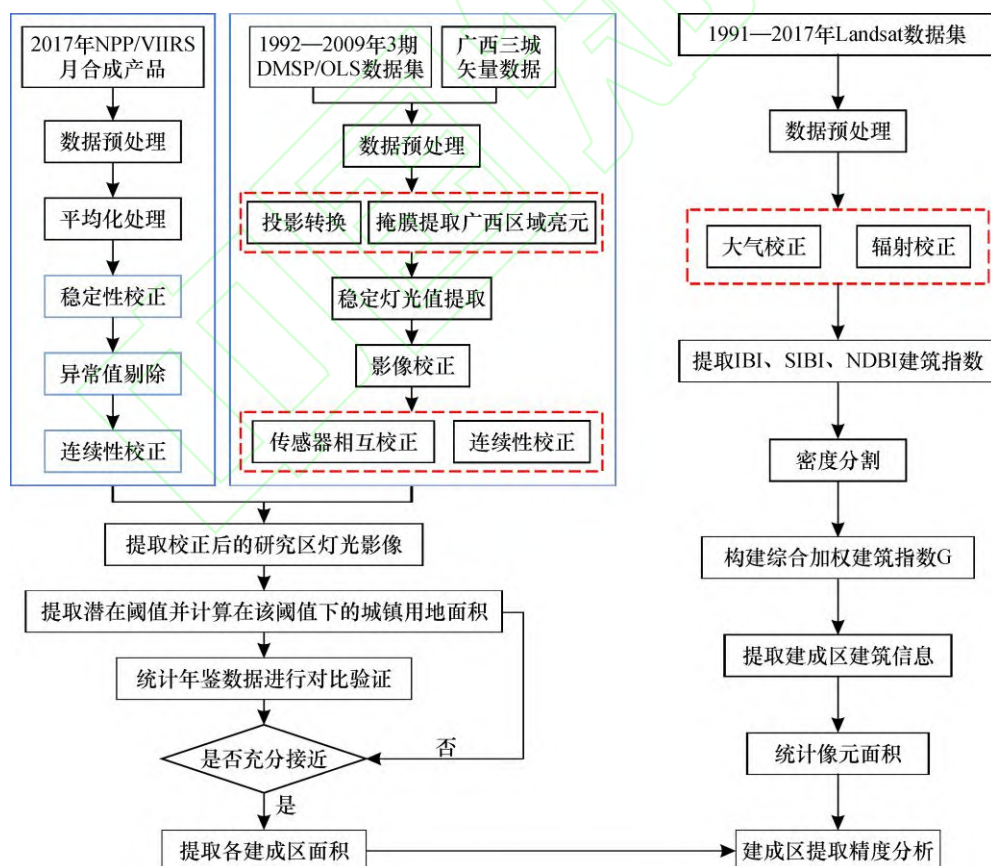 2017年NPP/VIIRS
月合成产品
数据预处理
平均化处理
稳定性校正
异常值剔除
连续性校正
1992—2009年3期
DMSP/OLS数据集
广西三城
矢量数据
数据预处理
投影转换
掩膜提取广西区域亮元
稳定灯光值提取
影像校正
传感器相互校正
连续性校正
提取校正后的研究区灯光影像
提取潜在阈值并计算在该阈值下的城镇用地面积
统计年鉴数据进行对比验证
是否充分接近
否
是
提取各建成区面积
1991—2017年Landsat数据集
数据预处理
大气校正
辐射校正
提取IBI、SIBI、NDBI建筑指数
密度分割
构建综合加权建筑指数G
提取建成区建筑信息
统计像元面积
建成区提取精度分析